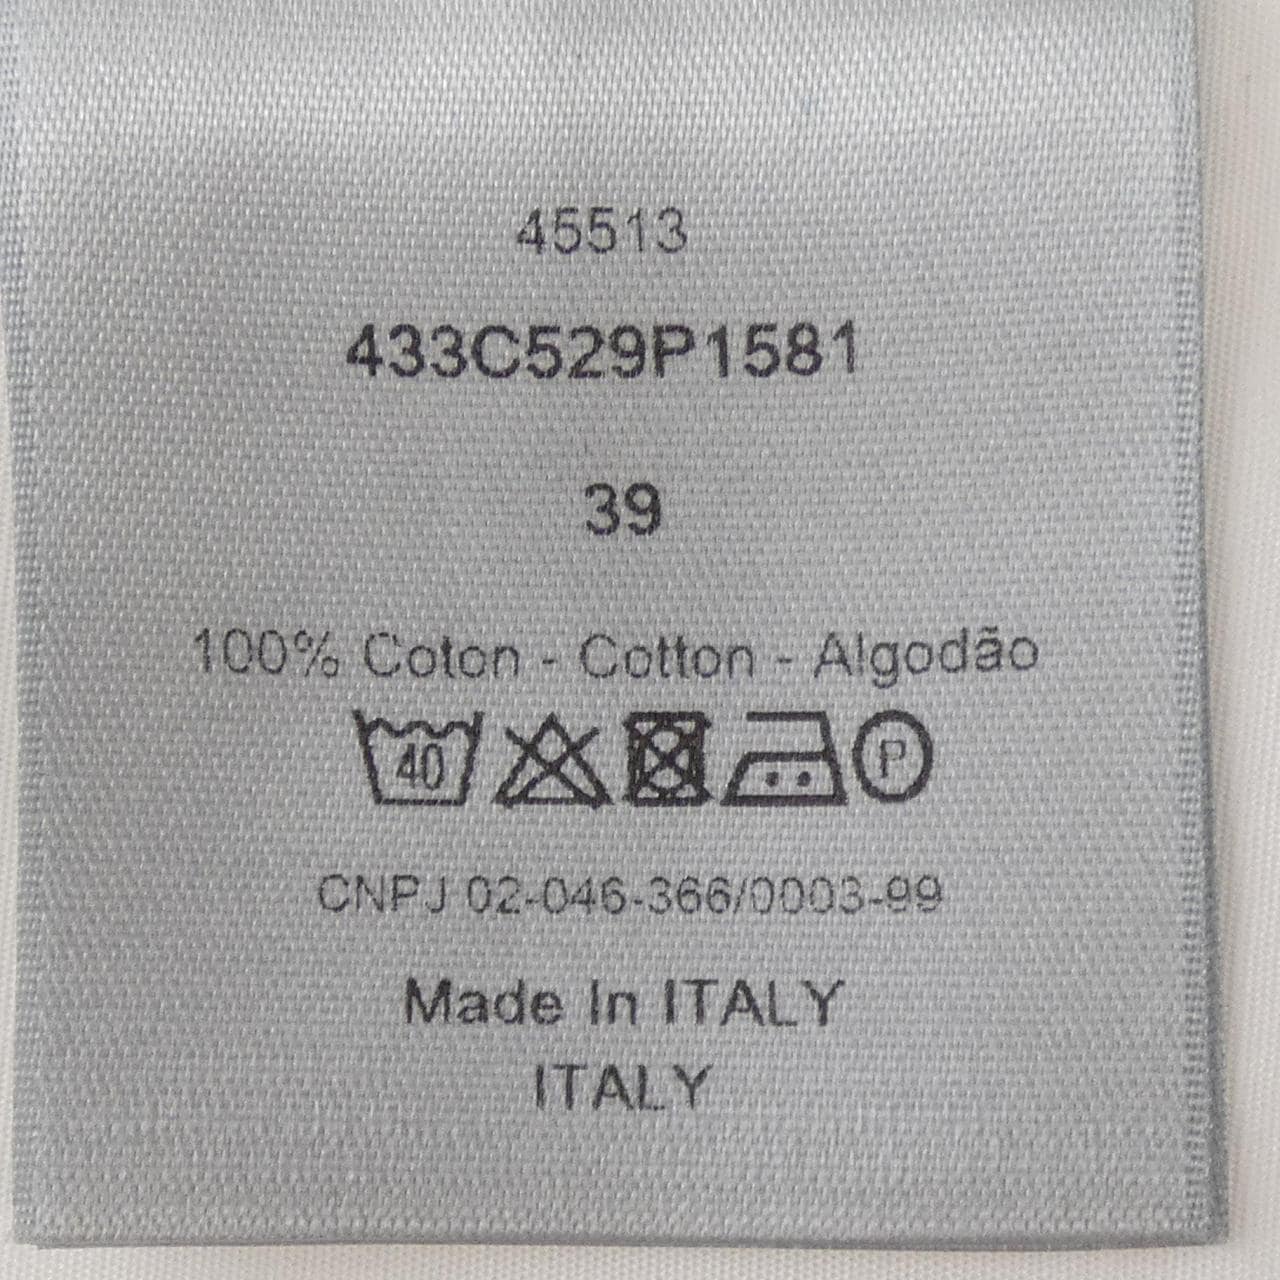 45513
433C529P1581
39
100% Coton - Cotton - Algodão
40 P
CNPJ 02-046-366/0003-99
Made In ITALY
ITALY